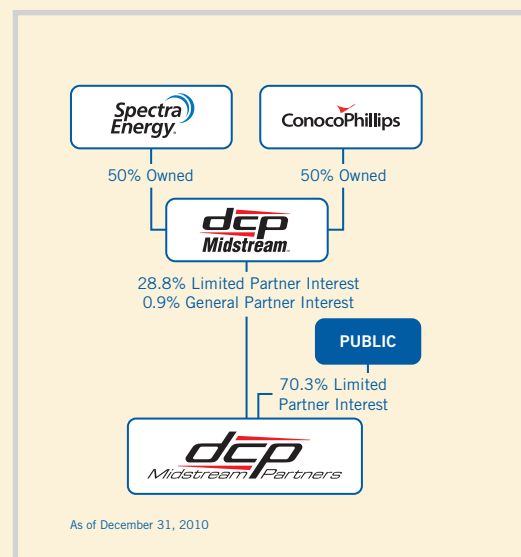 Spectra
Energy.
ConocoPhillips
50% Owned
50% Owned
dcp
Midstream™
28.8% Limited Partner Interest
0.9% General Partner Interest
PUBLIC
70.3% Limited
Partner Interest
dcp
Midstream Partners
As of December 31, 2010